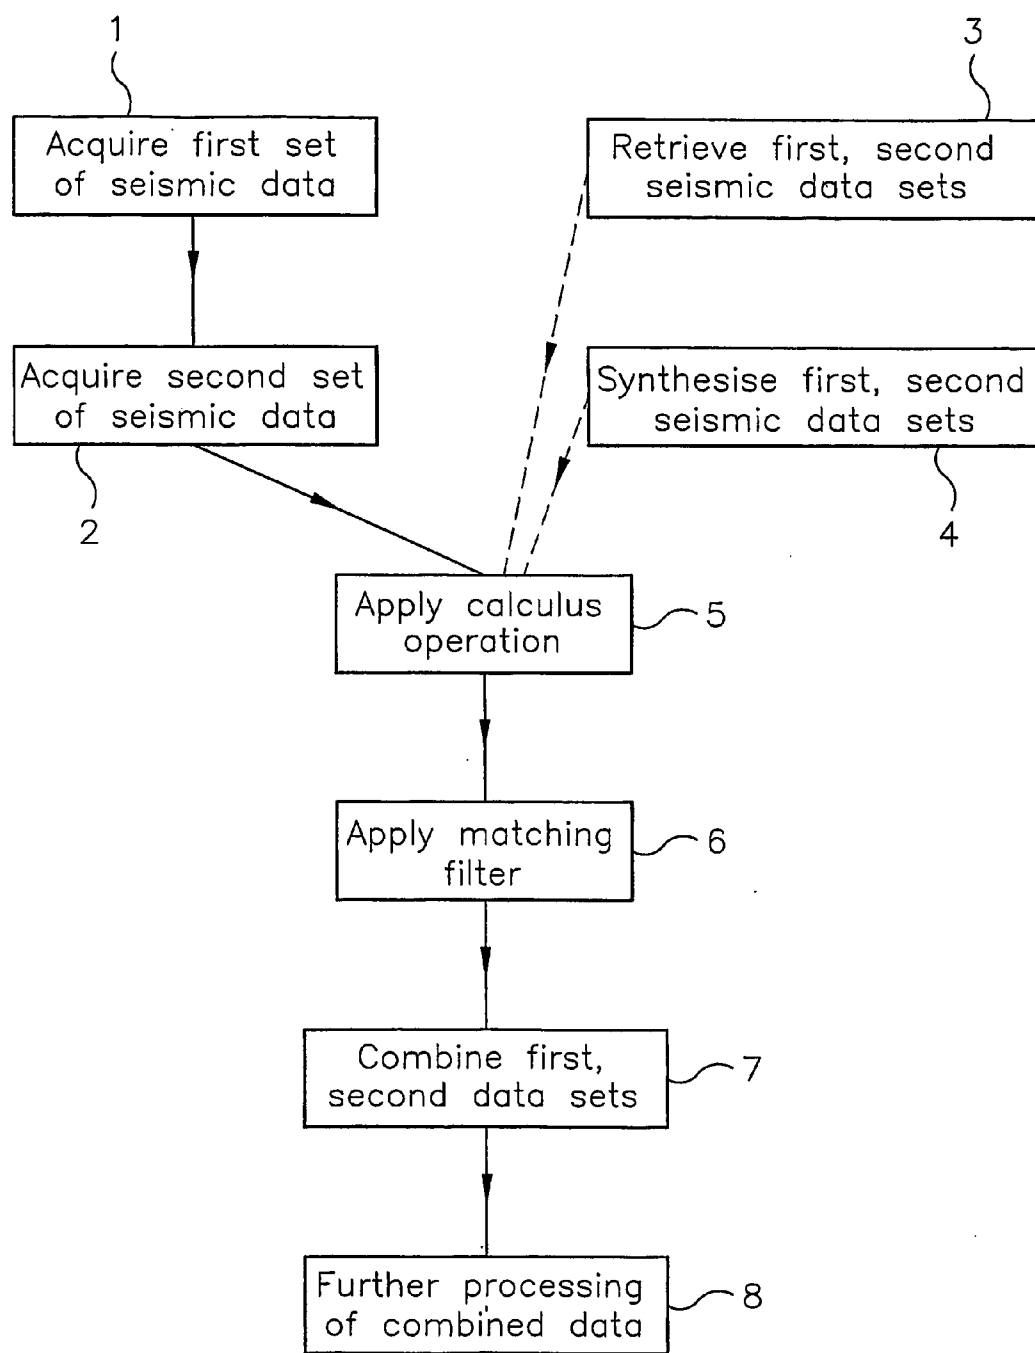 1
3
Acquire first set
of seismic data
Retrieve first, second
seismic data sets
Acquire second set
of seismic data
Synthesise first, second
seismic data sets
2
4
Apply calculus
operation
5
Apply matching
filter
6
Combine first,
second data sets
7
Further processing
of combined data
8